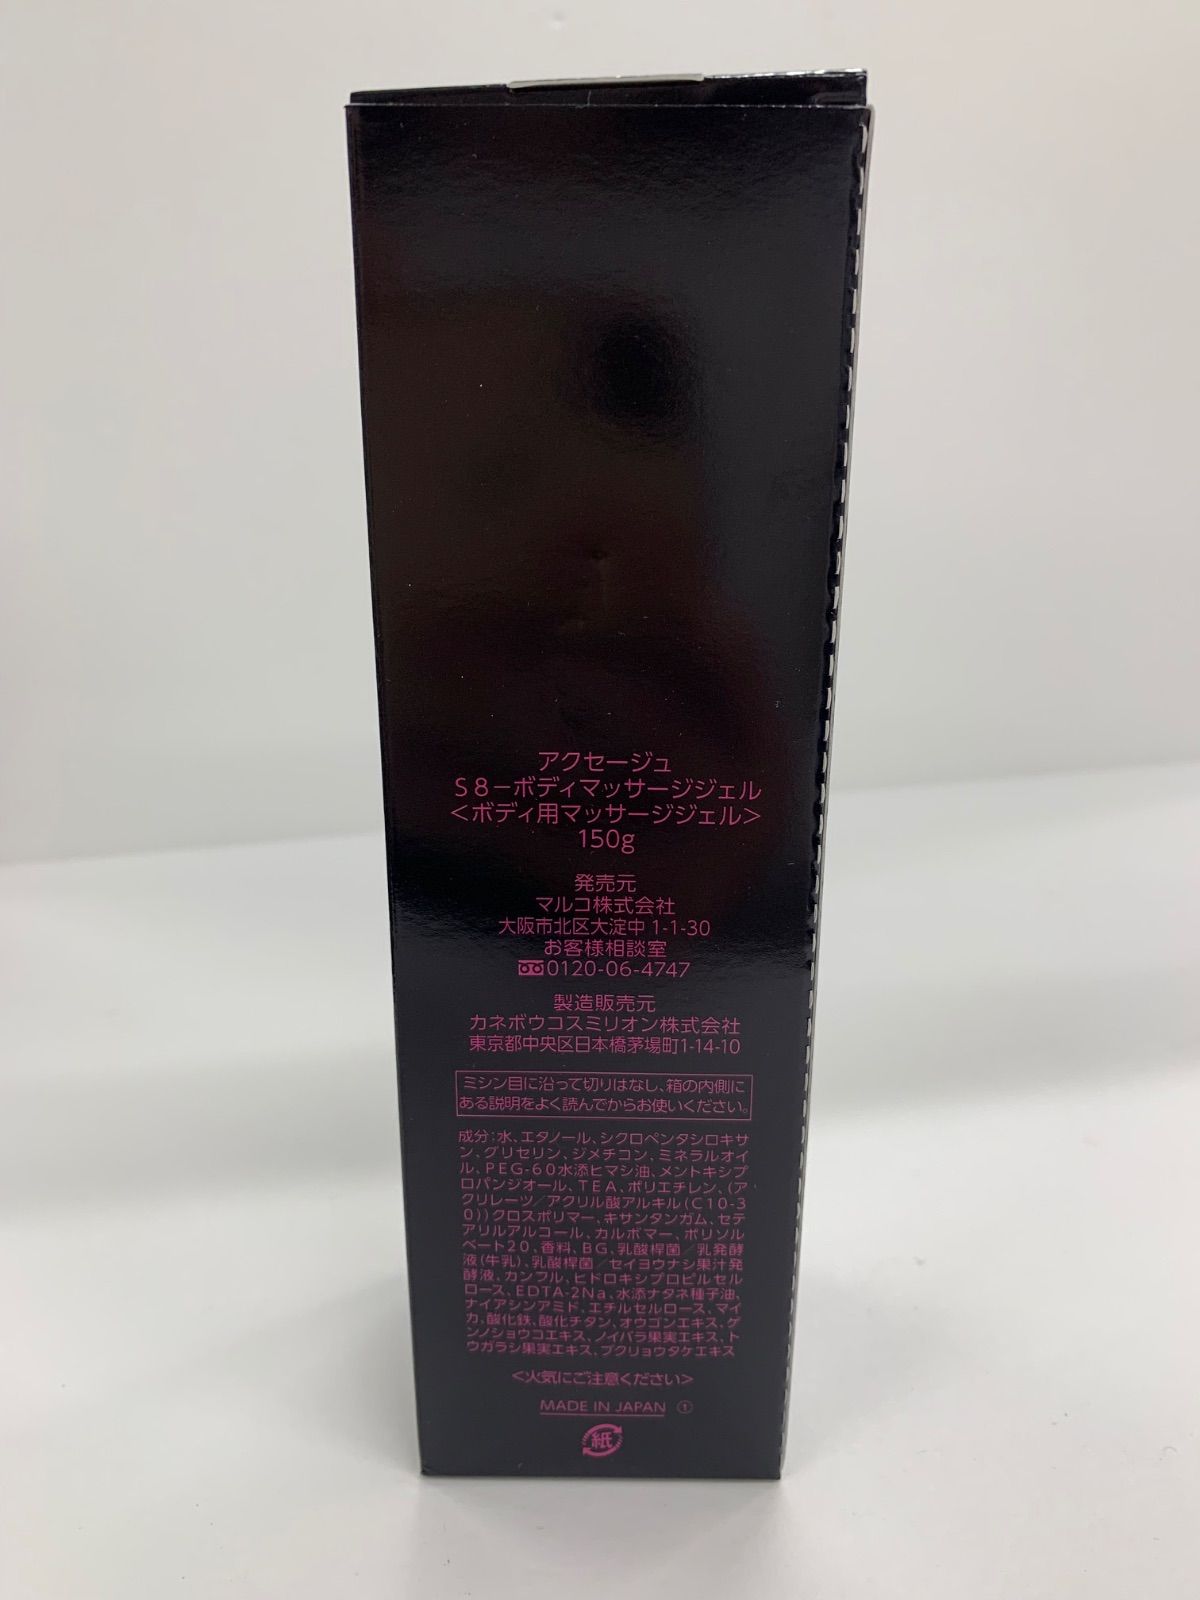 アクセージュ
S8-ボディマッサージジェル
<ボディ用マッサージジェル>
150g
発売元
マルコ株式会社
大阪市北区大淀中1-1-30
お客様相談室
0120-06-4747
製造販売元
カネボウコスミリオン株式会社
東京都中央区日本橋茅場町1-14-10
ミシン目に沿って切りはなし、箱の内側に
ある説明をよく読んでからお使いください。
成分:水、エタノール、シクロペンタシロキサ
ン、グリセリン、ジメチコン、ミネラルオイ
ル、PEG-60水添ヒマシ油、メントキシプ
ロパンジオール、TEA、ポリエチレン、(ア
クリレーツ/アクリル酸アルキル(C10-3
0))クロスポリマー、キサンタンガム、セテ
アリルアルコール、カルボマー、ポリソル
ベート20、香料、BG、乳酸桿菌/乳発酵
液(牛乳)、乳酸桿菌/セイヨウナシ果汁発
酵液、カンフル、ヒドロキシプロピルセル
ロース、EDTA-2Na、水添ナタネ種子油、
ナイアシンアミド、エチルセルロース、マイ
カ、酸化鉄、酸化チタン、オウゴンエキス、ゲ
ンノショウコエキス、ノイバラ果実エキス、ト
ウガラシ果実エキス、ブクリョウタケエキス
<火気にご注意ください>
MADE IN JAPAN ①
紙